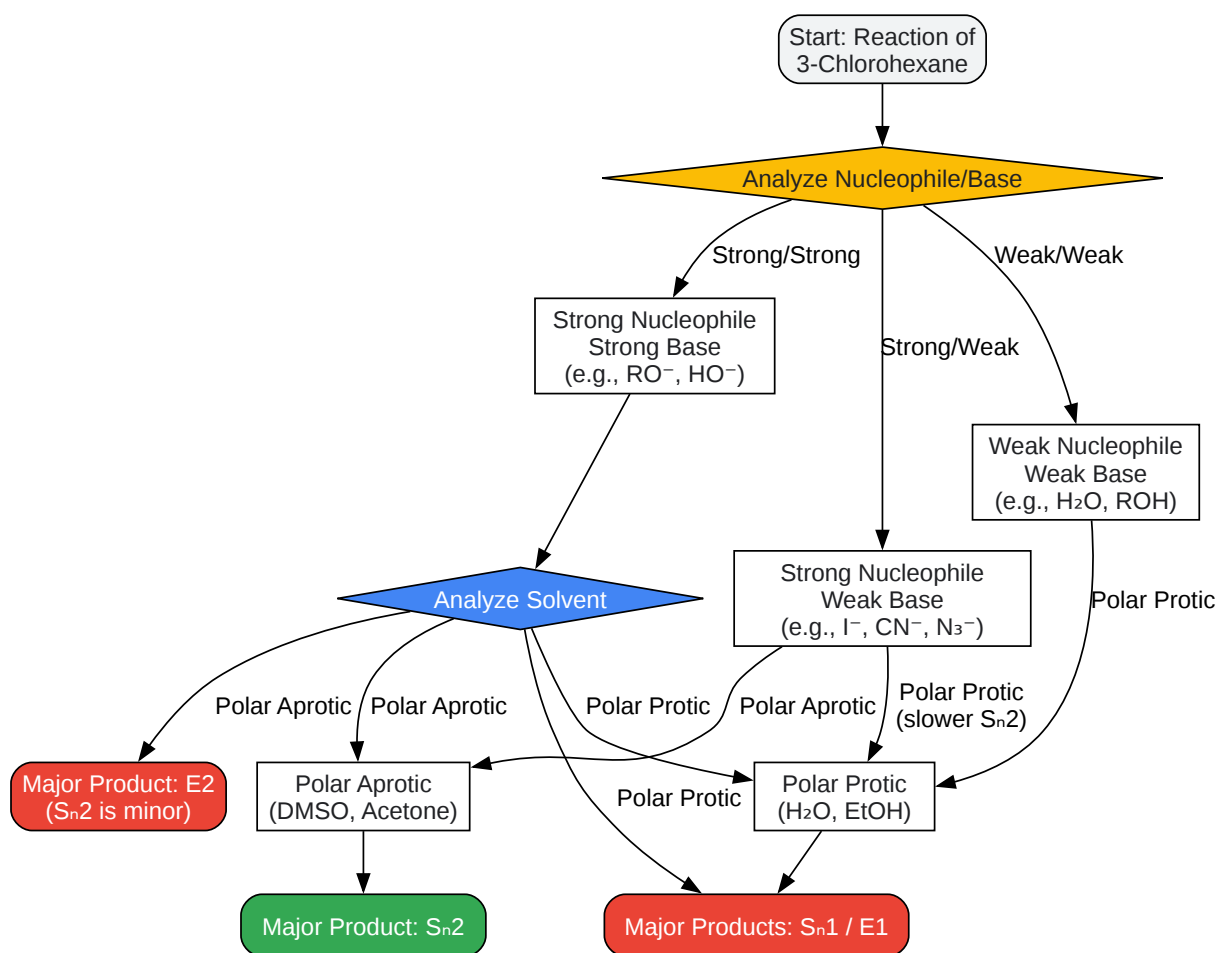 Start: Reaction of
3-Chlorohexane
Analyze Nucleophile/Base
Strong/Strong
Weak/Weak
Strong/Weak
Strong Nucleophile
Strong Base
(e.g., RO⁻, HO⁻)
Weak Nucleophile
Weak Base
(e.g., H₂O, ROH)
Strong Nucleophile
Weak Base
(e.g., I⁻, CN⁻, N₃⁻)
Analyze Solvent
Polar Protic
Polar Aprotic
Polar Aprotic
Polar Protic
Polar Aprotic
Polar Protic
(slower Sₙ2)
Polar Protic
Major Product: E2
(Sₙ2 is minor)
Polar Aprotic
(DMSO, Acetone)
Polar Protic
(H₂O, EtOH)
Major Product: Sₙ2
Major Products: Sₙ1 / E1